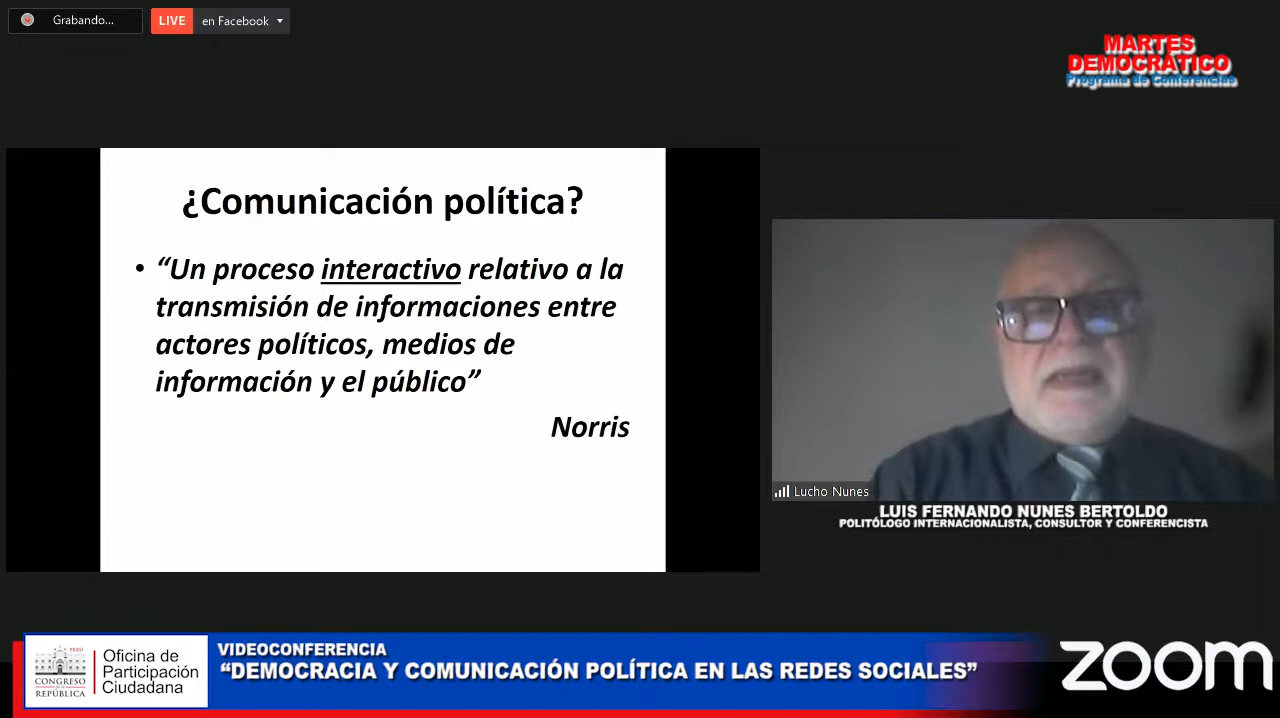 Grabando...
LIVE en Facebook
MARTES
DEMOCRÁTICO
Programa de Conferencias
¿Comunicación política?
• “Un proceso interactivo relativo a la
transmisión de informaciones entre
actores políticos, medios de
información y el público”
Norris
Lucho Nunes
LUIS FERNANDO NUNES BERTOLDO
POLITÓLOGO INTERNACIONALISTA, CONSULTOR Y CONFERENCISTA
PERÚ
CONGRESO
de la
REPÚBLICA
Oficina de
Participación
Ciudadana
VIDEOCONFERENCIA
“DEMOCRACIA Y COMUNICACIÓN POLÍTICA EN LAS REDES SOCIALES”
zoom